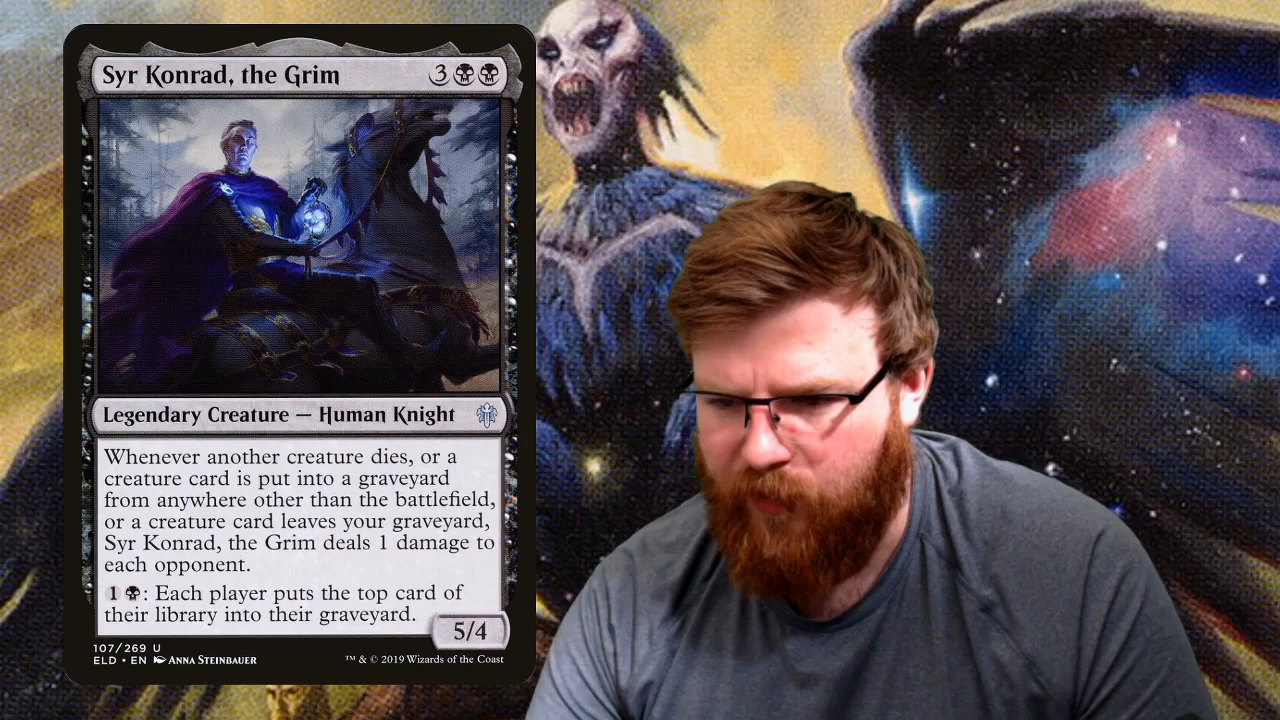 Syr Konrad, the Grim 3
Legendary Creature — Human Knight
Whenever another creature dies, or a
creature card is put into a graveyard
from anywhere other than the battlefield,
or a creature card leaves your graveyard,
Syr Konrad, the Grim deals 1 damage to
each opponent.
1 : Each player puts the top card of
their library into their graveyard.
5/4
107/269 U
ELD • EN Anna Steinbauer
™ & © 2019 Wizards of the Coast